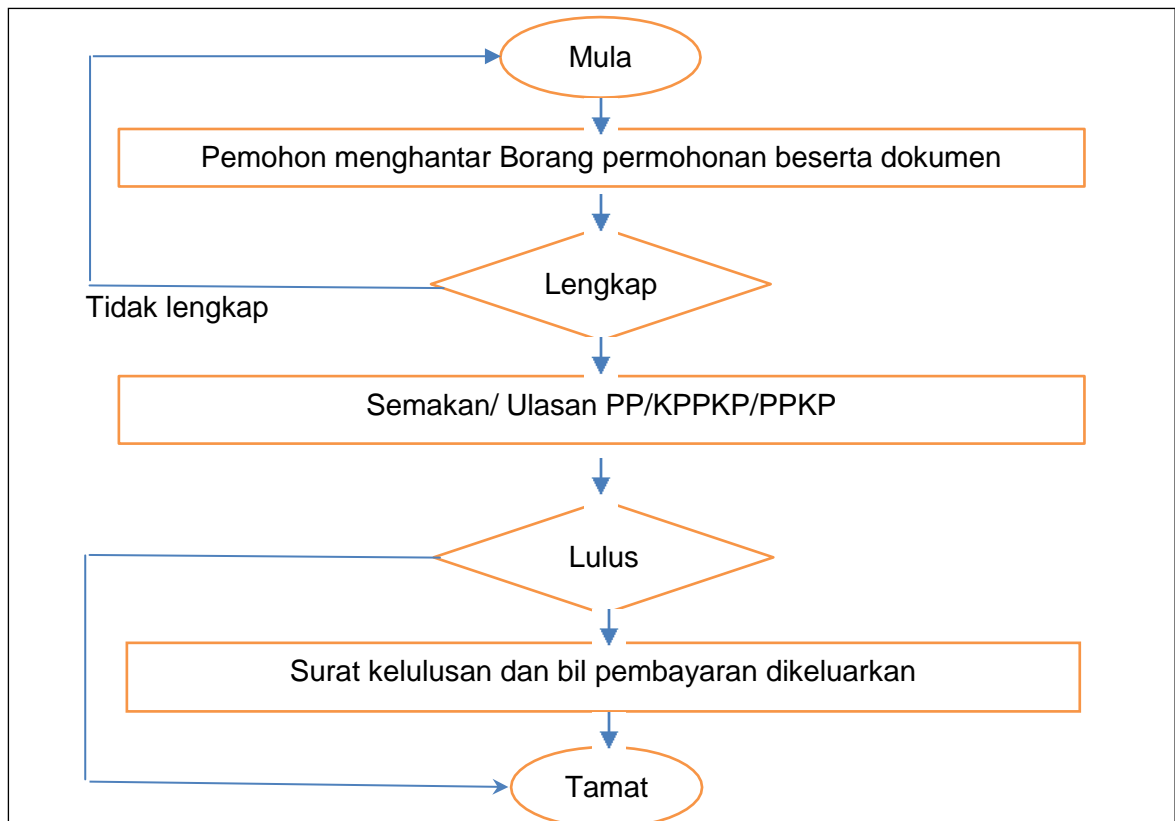 Mula
Pemohon menghantar Borang permohonan beserta dokumen
Lengkap
Tidak lengkap
Semakan/ Ulasan PP/KPPKP/PPKP
Lulus
Surat kelulusan dan bil pembayaran dikeluarkan
Tamat